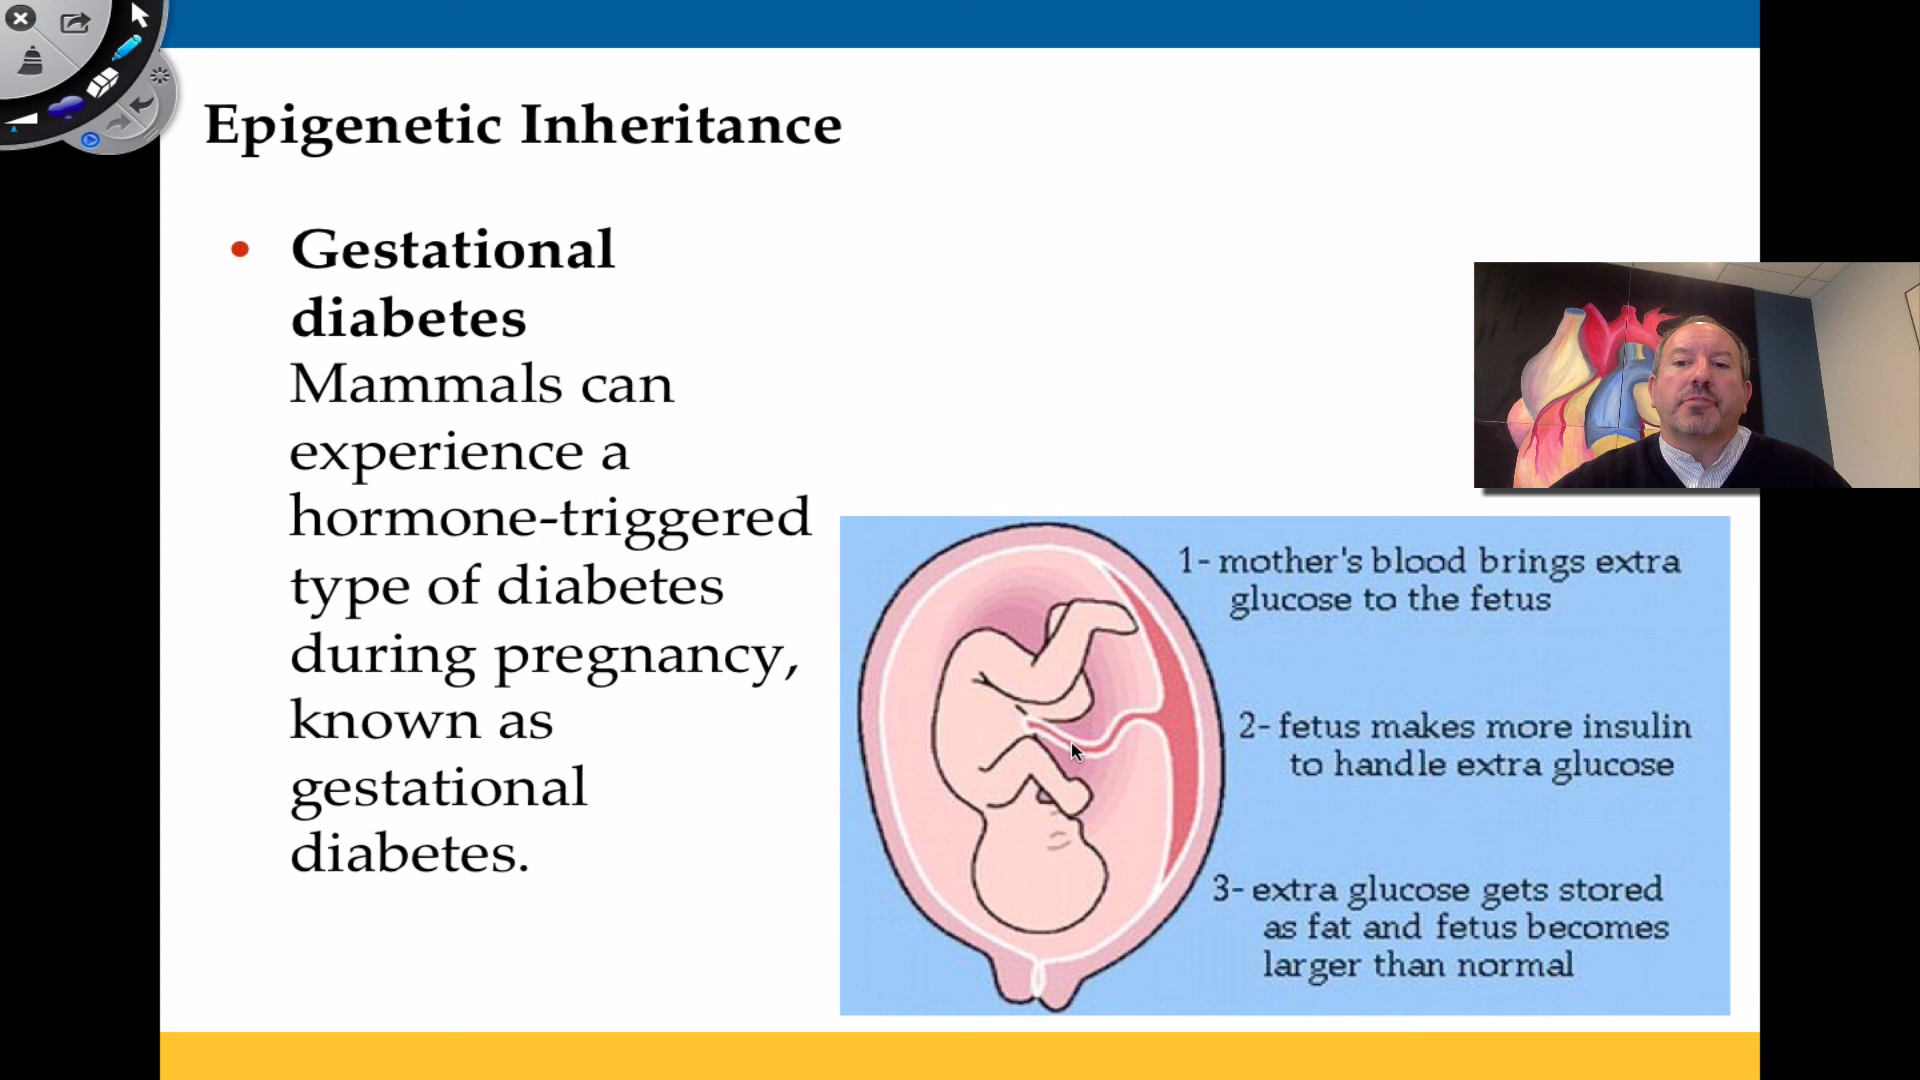 Epigenetic Inheritance
• Gestational
diabetes
Mammals can
experience a
hormone-triggered
type of diabetes
during pregnancy,
known as
gestational
diabetes.
1- mother's blood brings extra
glucose to the fetus
2- fetus makes more insulin
to handle extra glucose
3- extra glucose gets stored
as fat and fetus becomes
larger than normal